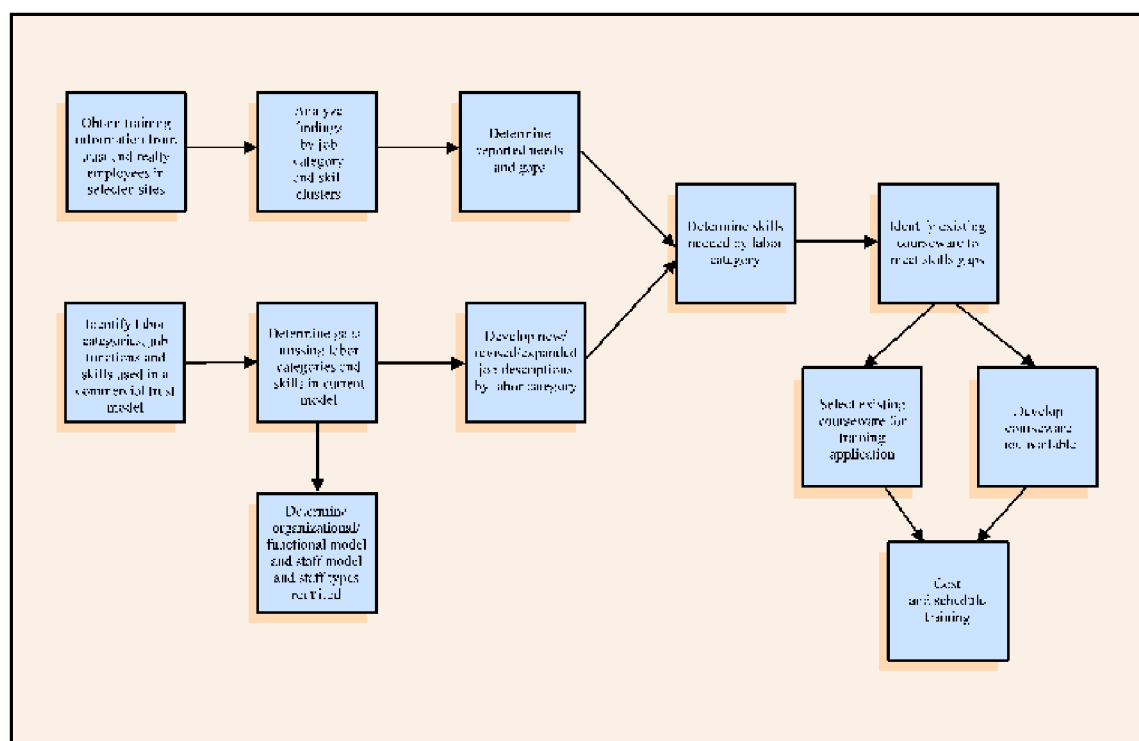 Obtain training
information from
trust and realty
employees in
selected sites
Analyze
findings
by job
category
and skill
clusters
Determine
reported needs
and gaps
Determine skills
needed by labor
category
Identify existing
courseware to
meet skills gaps
Identify labor
categories, job
functions and
skills used in a
commercial trust
model
Determine gaps
missing labor
categories and
skills in current
model
Develop new/
revised/expanded
job descriptions
by labor category
Select existing
courseware for
training
application
Develop
courseware
not available
Determine
organizational/
functional model
and staff model
and staff types
required
Cost
and schedule
training